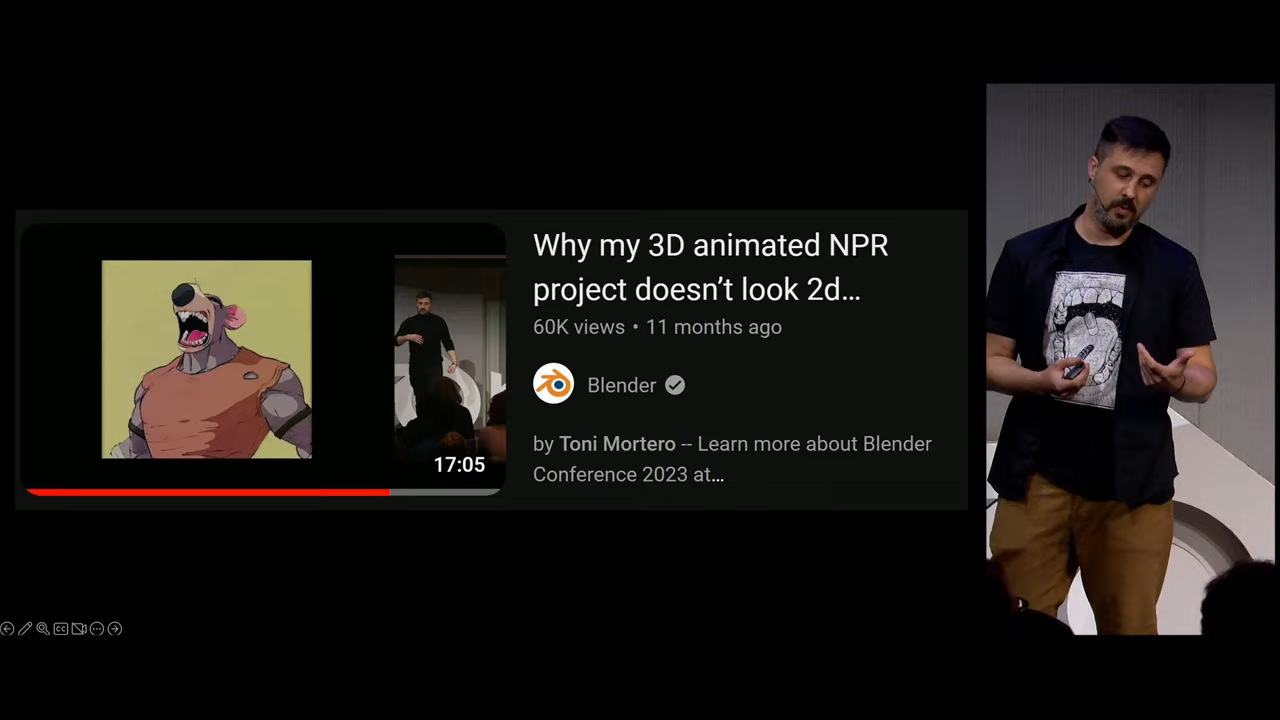 Why my 3D animated NPR
project doesn't look 2d...
60K views • 11 months ago
Blender
by Toni Mortero -- Learn more about Blender
Conference 2023 at...
17:05
CC